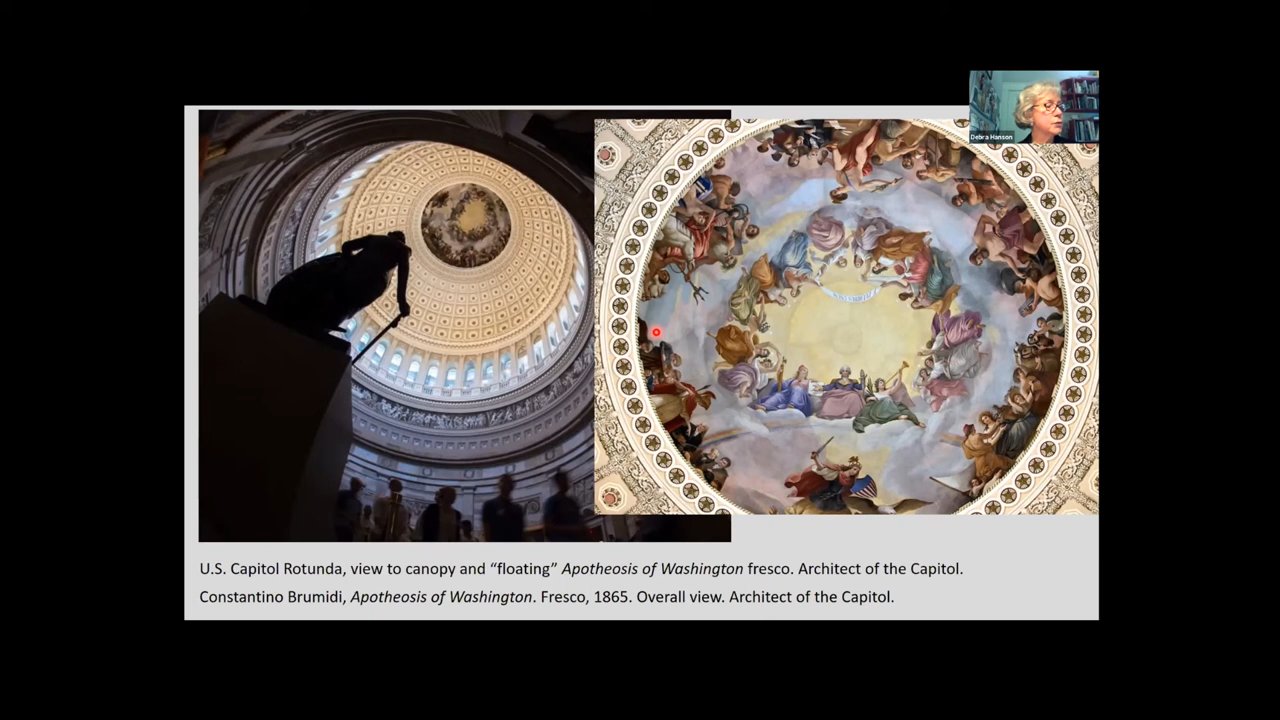 Debra Hanson
U.S. Capitol Rotunda, view to canopy and “floating” Apotheosis of Washington fresco. Architect of the Capitol.
Constantino Brumidi, Apotheosis of Washington. Fresco, 1865. Overall view. Architect of the Capitol.